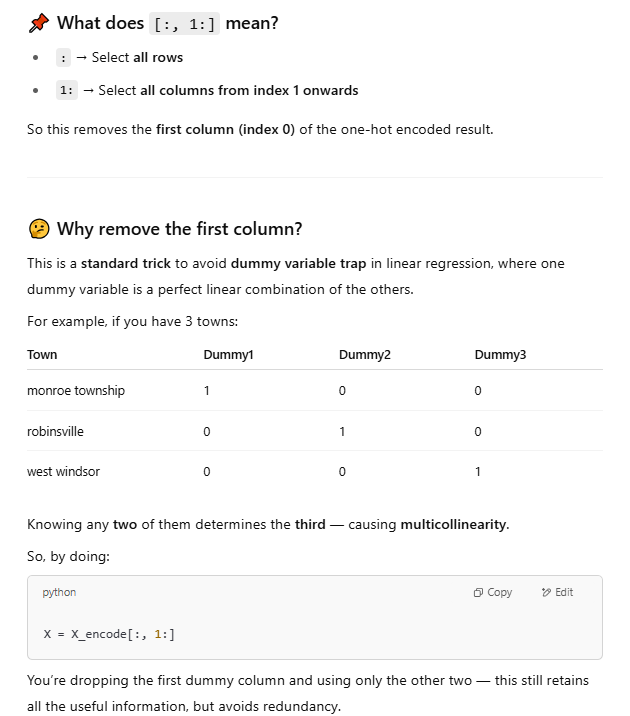 📌 What does [:, 1:] mean?
• : → Select all rows
• 1: → Select all columns from index 1 onwards
So this removes the first column (index 0) of the one-hot encoded result.
🤔 Why remove the first column?
This is a standard trick to avoid dummy variable trap in linear regression, where one
dummy variable is a perfect linear combination of the others.
For example, if you have 3 towns:
Town Dummy1 Dummy2 Dummy3
monroe township 1 0 0
robinsville 0 1 0
west windsor 0 0 1
Knowing any two of them determines the third — causing multicollinearity.
So, by doing:
python Copy Edit
X = X_encode[:, 1:]
You're dropping the first dummy column and using only the other two — this still retains
all the useful information, but avoids redundancy.